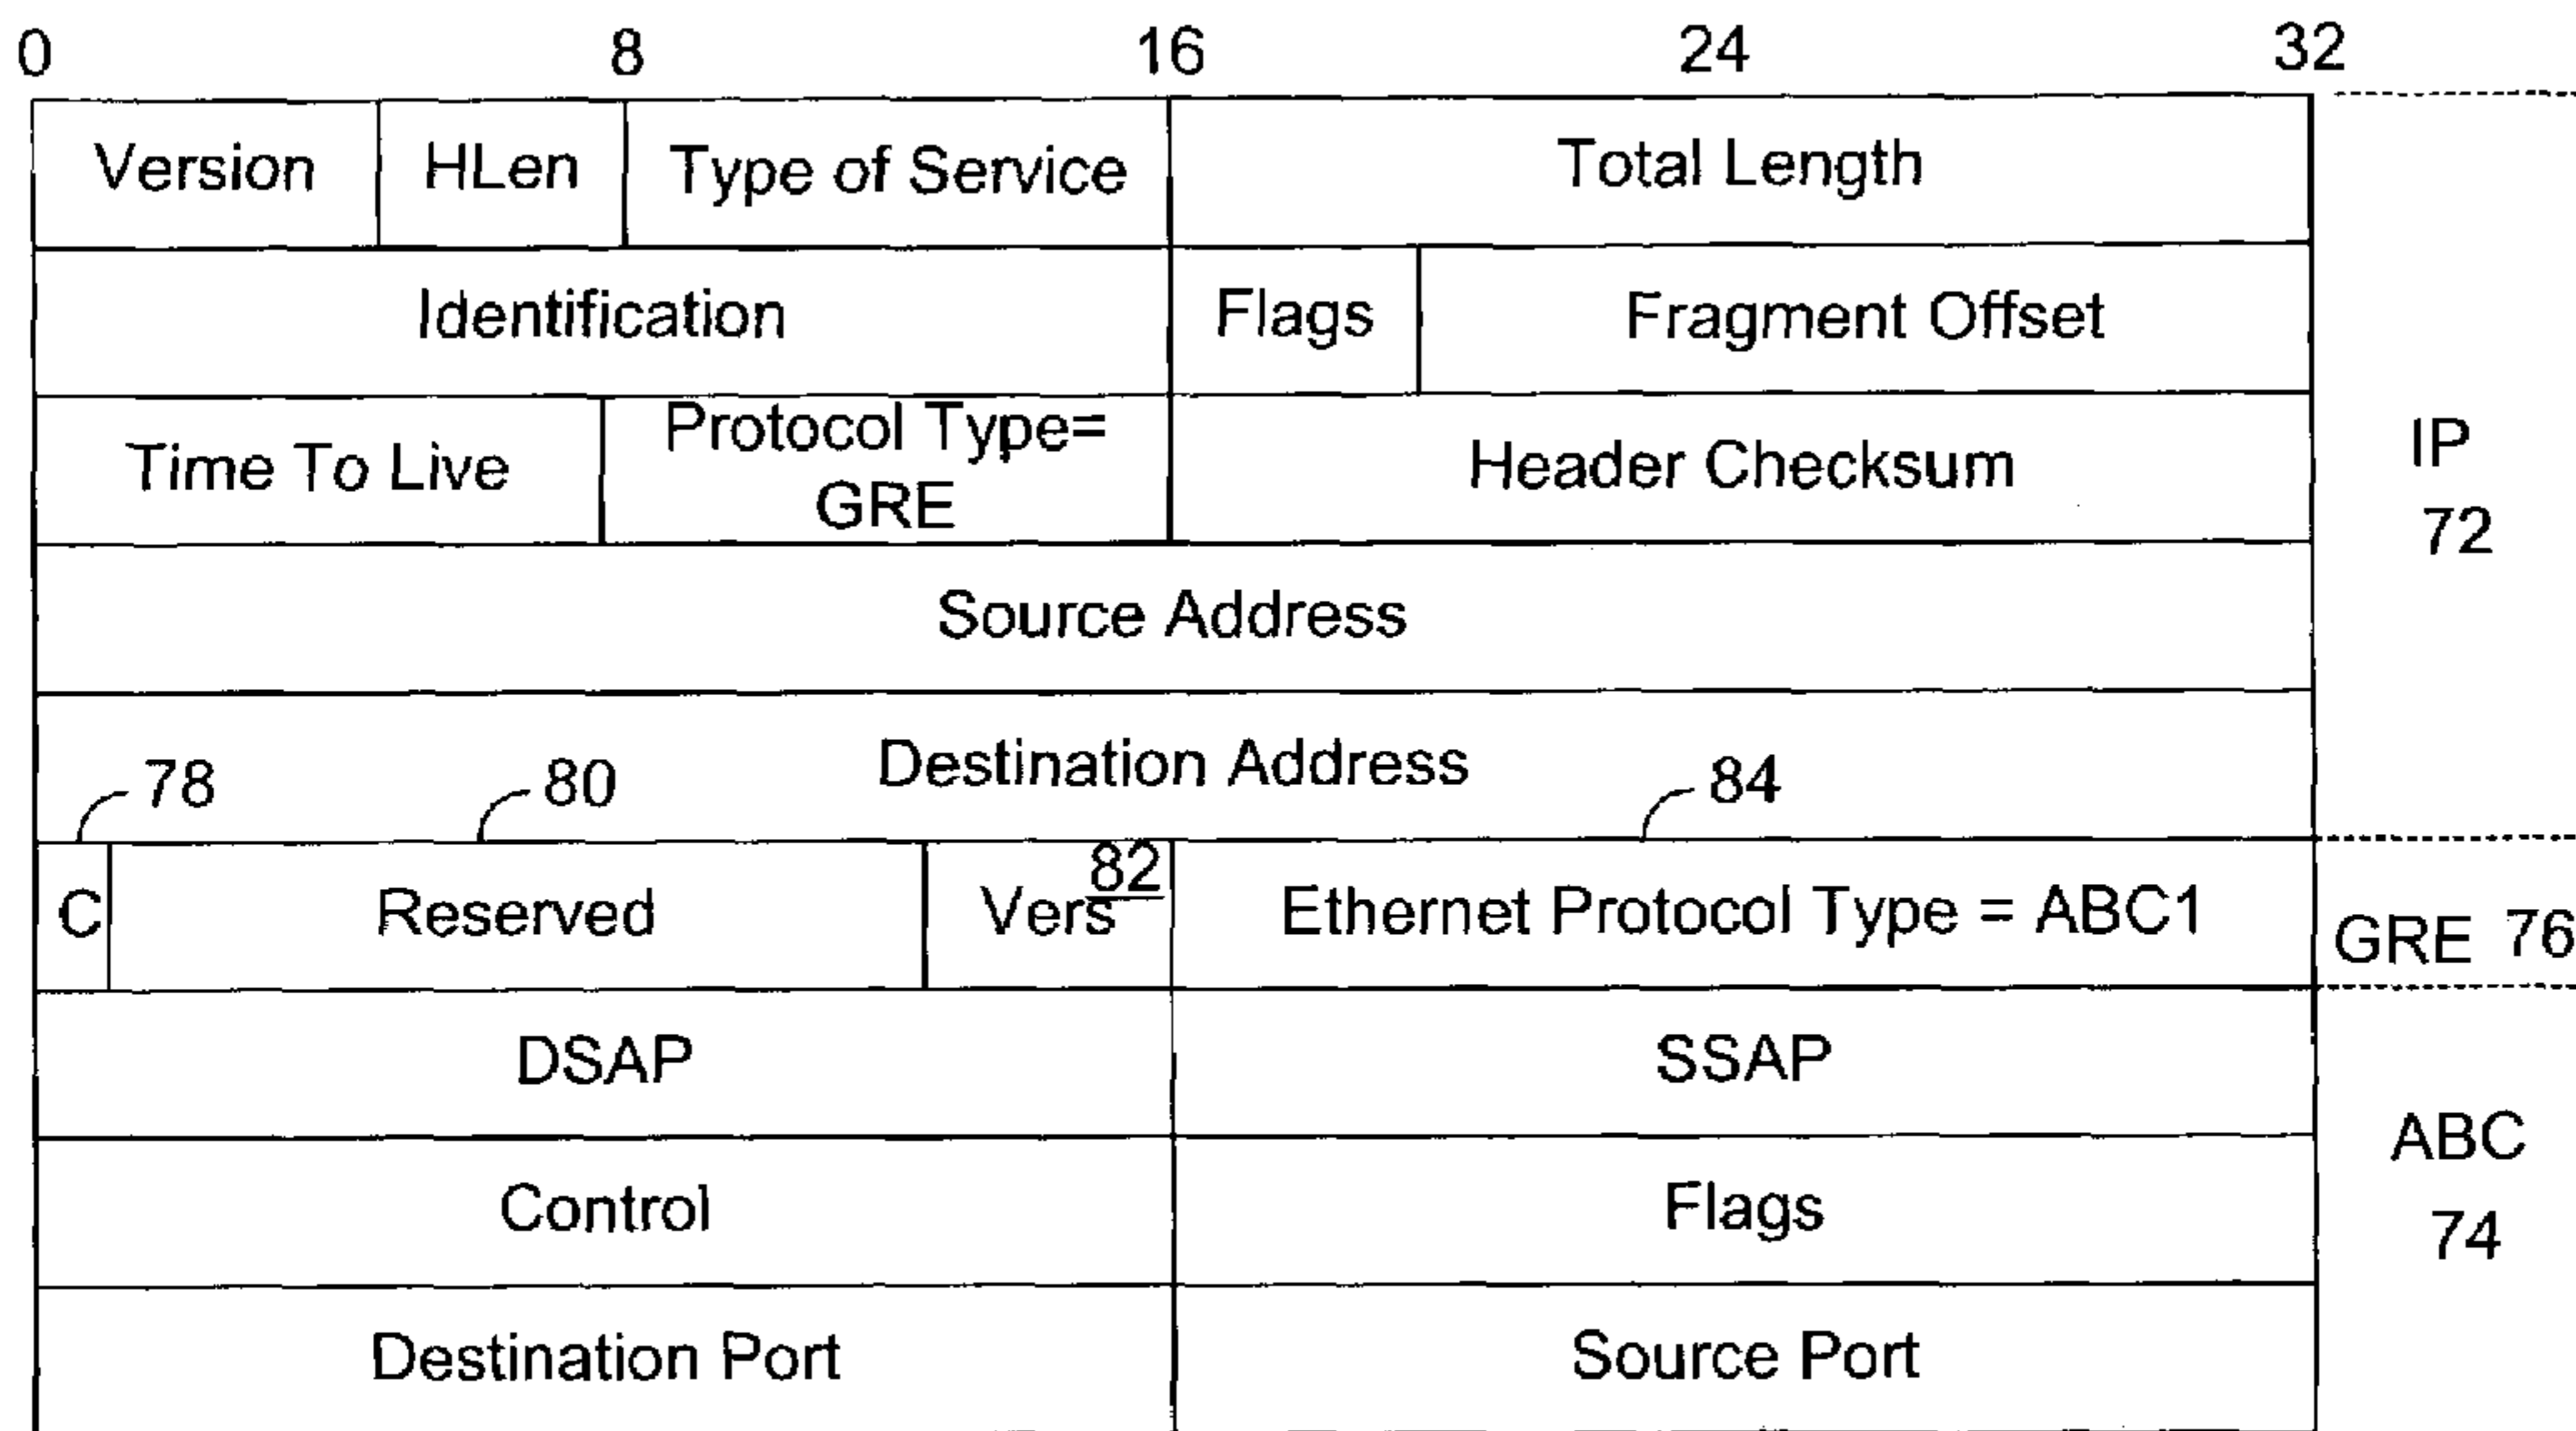 0 8 16 24 32
Version HLen Type of Service Total Length
Identification Flags Fragment Offset
Time To Live Protocol Type= GRE Header Checksum
IP
72
Source Address
Destination Address
78 80 84
C Reserved Vers 82 Ethernet Protocol Type = ABC1 GRE 76
DSAP SSAP
Control Flags
ABC
74
Destination Port Source Port